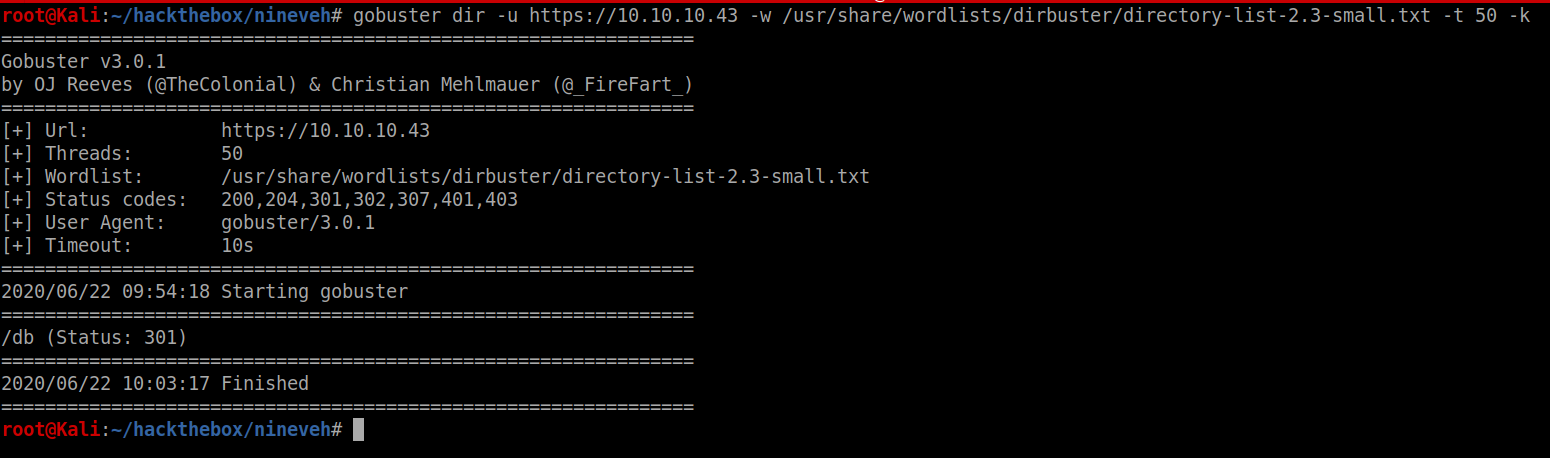 root@Kali:~/hackthebox/nineveh# gobuster dir -u https://10.10.10.43 -w /usr/share/wordlists/dirbuster/directory-list-2.3-small.txt -t 50 -k
===============================================================
Gobuster v3.0.1
by OJ Reeves (@TheColonial) & Christian Mehlmauer (@_FireFart_)
===============================================================
[+] Url:            https://10.10.10.43
[+] Threads:        50
[+] Wordlist:       /usr/share/wordlists/dirbuster/directory-list-2.3-small.txt
[+] Status codes:   200,204,301,302,307,401,403
[+] User Agent:     gobuster/3.0.1
[+] Timeout:        10s
===============================================================
2020/06/22 09:54:18 Starting gobuster
===============================================================
/db (Status: 301)
===============================================================
2020/06/22 10:03:17 Finished
===============================================================
root@Kali:~/hackthebox/nineveh#